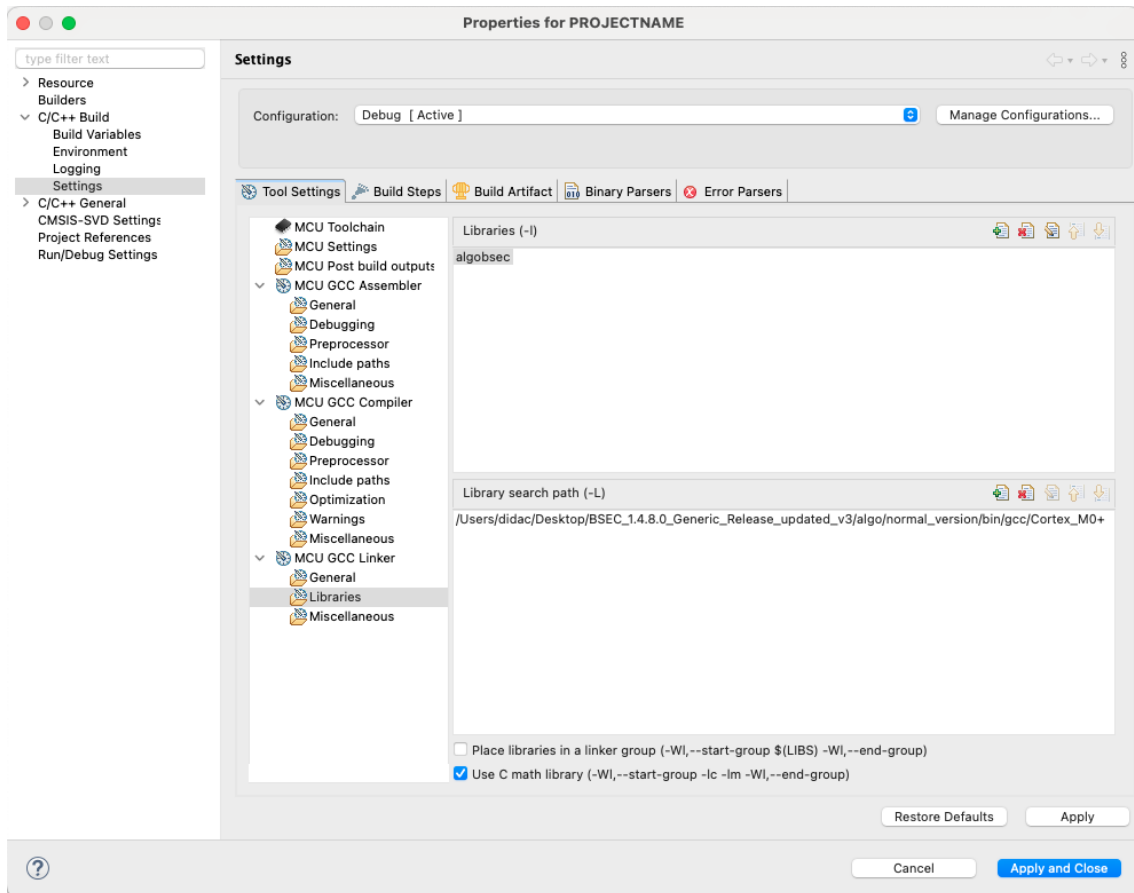 Properties for PROJECTNAME
type filter text
Resource
Builders
C/C++ Build
Build Variables
Environment
Logging
Settings
C/C++ General
CMSIS-SVD Settings
Project References
Run/Debug Settings
Settings
Configuration: Debug [ Active ] Manage Configurations...
Tool Settings Build Steps Build Artifact Binary Parsers Error Parsers
MCU Toolchain
MCU Settings
MCU Post build outputs
MCU GCC Assembler
General
Debugging
Preprocessor
Include paths
Miscellaneous
MCU GCC Compiler
General
Debugging
Preprocessor
Include paths
Optimization
Warnings
Miscellaneous
MCU GCC Linker
General
Libraries
Miscellaneous
Libraries (-l)
algobsec
Library search path (-L)
/Users/didac/Desktop/BSEC_1.4.8.0_Generic_Release_updated_v3/algo/normal_version/bin/gcc/Cortex_M0+
Place libraries in a linker group (-Wl,--start-group $(LIBS) -Wl,--end-group)
Use C math library (-Wl,--start-group -lc -lm -Wl,--end-group)
Restore Defaults Apply
? Cancel Apply and Close